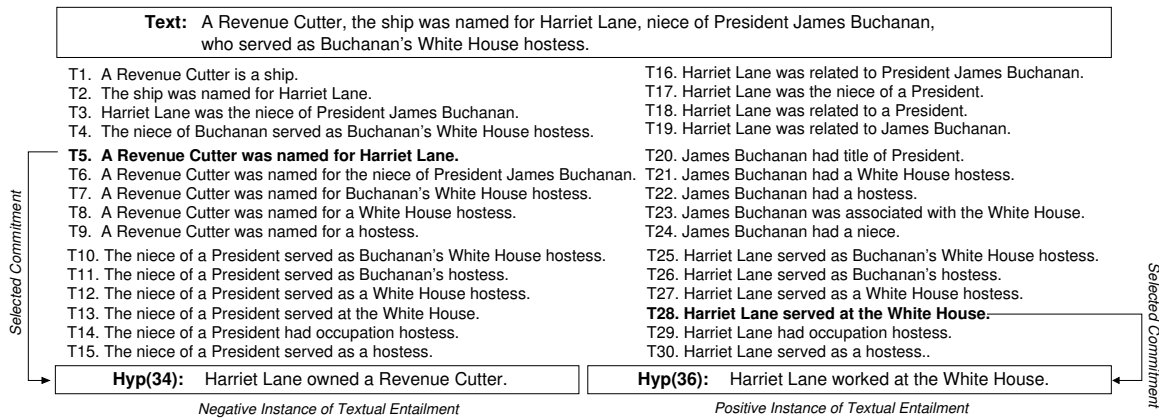 Text: A Revenue Cutter, the ship was named for Harriet Lane, niece of President James Buchanan,
who served as Buchanan's White House hostess.
T1. A Revenue Cutter is a ship.
T2. The ship was named for Harriet Lane.
T3. Harriet Lane was the niece of President James Buchanan.
T4. The niece of Buchanan served as Buchanan's White House hostess.
T5. A Revenue Cutter was named for Harriet Lane.
T6. A Revenue Cutter was named for the niece of President James Buchanan.
T7. A Revenue Cutter was named for Buchanan's White House hostess.
T8. A Revenue Cutter was named for a White House hostess.
T9. A Revenue Cutter was named for a hostess.
T10. The niece of a President served as Buchanan's White House hostess.
T11. The niece of a President served as Buchanan's hostess.
T12. The niece of a President served as a White House hostess.
T13. The niece of a President served at the White House.
T14. The niece of a President had occupation hostess.
T15. The niece of a President served as a hostess.
T16. Harriet Lane was related to President James Buchanan.
T17. Harriet Lane was the niece of a President.
T18. Harriet Lane was related to a President.
T19. Harriet Lane was related to James Buchanan.
T20. James Buchanan had title of President.
T21. James Buchanan had a White House hostess.
T22. James Buchanan had a hostess.
T23. James Buchanan was associated with the White House.
T24. James Buchanan had a niece.
T25. Harriet Lane served as Buchanan's White House hostess.
T26. Harriet Lane served as Buchanan's hostess.
T27. Harriet Lane served as a White House hostess.
T28. Harriet Lane served at the White House.
T29. Harriet Lane had occupation hostess.
T30. Harriet Lane served as a hostess..
Selected Commitment
Selected Commitment
Hyp(34): Harriet Lane owned a Revenue Cutter.
Hyp(36): Harriet Lane worked at the White House.
Negative Instance of Textual Entailment
Positive Instance of Textual Entailment